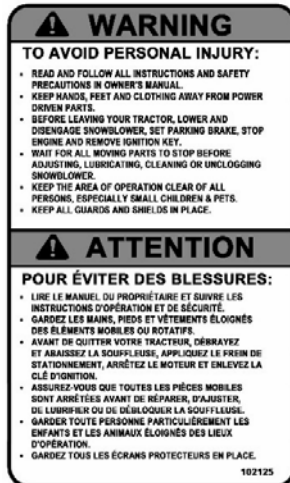 WARNING
TO AVOID PERSONAL INJURY:
• READ AND FOLLOW ALL INSTRUCTIONS AND SAFETY
PRECAUTIONS IN OWNER'S MANUAL.
• KEEP HANDS, FEET AND CLOTHING AWAY FROM POWER
DRIVEN PARTS.
• BEFORE LEAVING YOUR TRACTOR, LOWER AND
DISENGAGE SNOWBLOWER, SET PARKING BRAKE, STOP
ENGINE AND REMOVE IGNITION KEY.
• WAIT FOR ALL MOVING PARTS TO STOP BEFORE
ADJUSTING, LUBRICATING, CLEANING OR UNCLOGGING
SNOWBLOWER.
• KEEP THE AREA OF OPERATION CLEAR OF ALL
PERSONS, ESPECIALLY SMALL CHILDREN & PETS.
• KEEP ALL GUARDS AND SHIELDS IN PLACE.
ATTENTION
POUR ÉVITER DES BLESSURES:
• LIRE LE MANUEL DU PROPRIÉTAIRE ET SUIVRE LES
INSTRUCTIONS D'OPÉRATION ET DE SÉCURITÉ.
• GARDEZ LES MAINS, PIEDS ET VÊTEMENTS ÉLOIGNÉS
DES ÉLÉMENTS MOBILES OU ROTATIFS.
• AVANT DE QUITTER VOTRE TRACTEUR, DÉBRAYEZ
ET ABAISSEZ LA SOUFFLEUSE, APPLIQUEZ LE FREIN DE
STATIONNEMENT, ARRÊTEZ LE MOTEUR ET ENLEVEZ LA
CLÉ D'IGNITION.
• ASSUREZ-VOUS QUE TOUTES LES PIÈCES MOBILES
SONT ARRÊTÉES AVANT DE RÉPARER, D'AJUSTER,
DE LUBRIFIER OU DE DÉBLOQUER LA SOUFFLEUSE.
• GARDER TOUTE PERSONNE PARTICULIÈREMENT LES
ENFANTS ET LES ANIMAUX ÉLOIGNÉS DES LIEUX
D'OPÉRATION.
• GARDEZ TOUS LES ÉCRANS PROTECTEURS EN PLACE.
102125